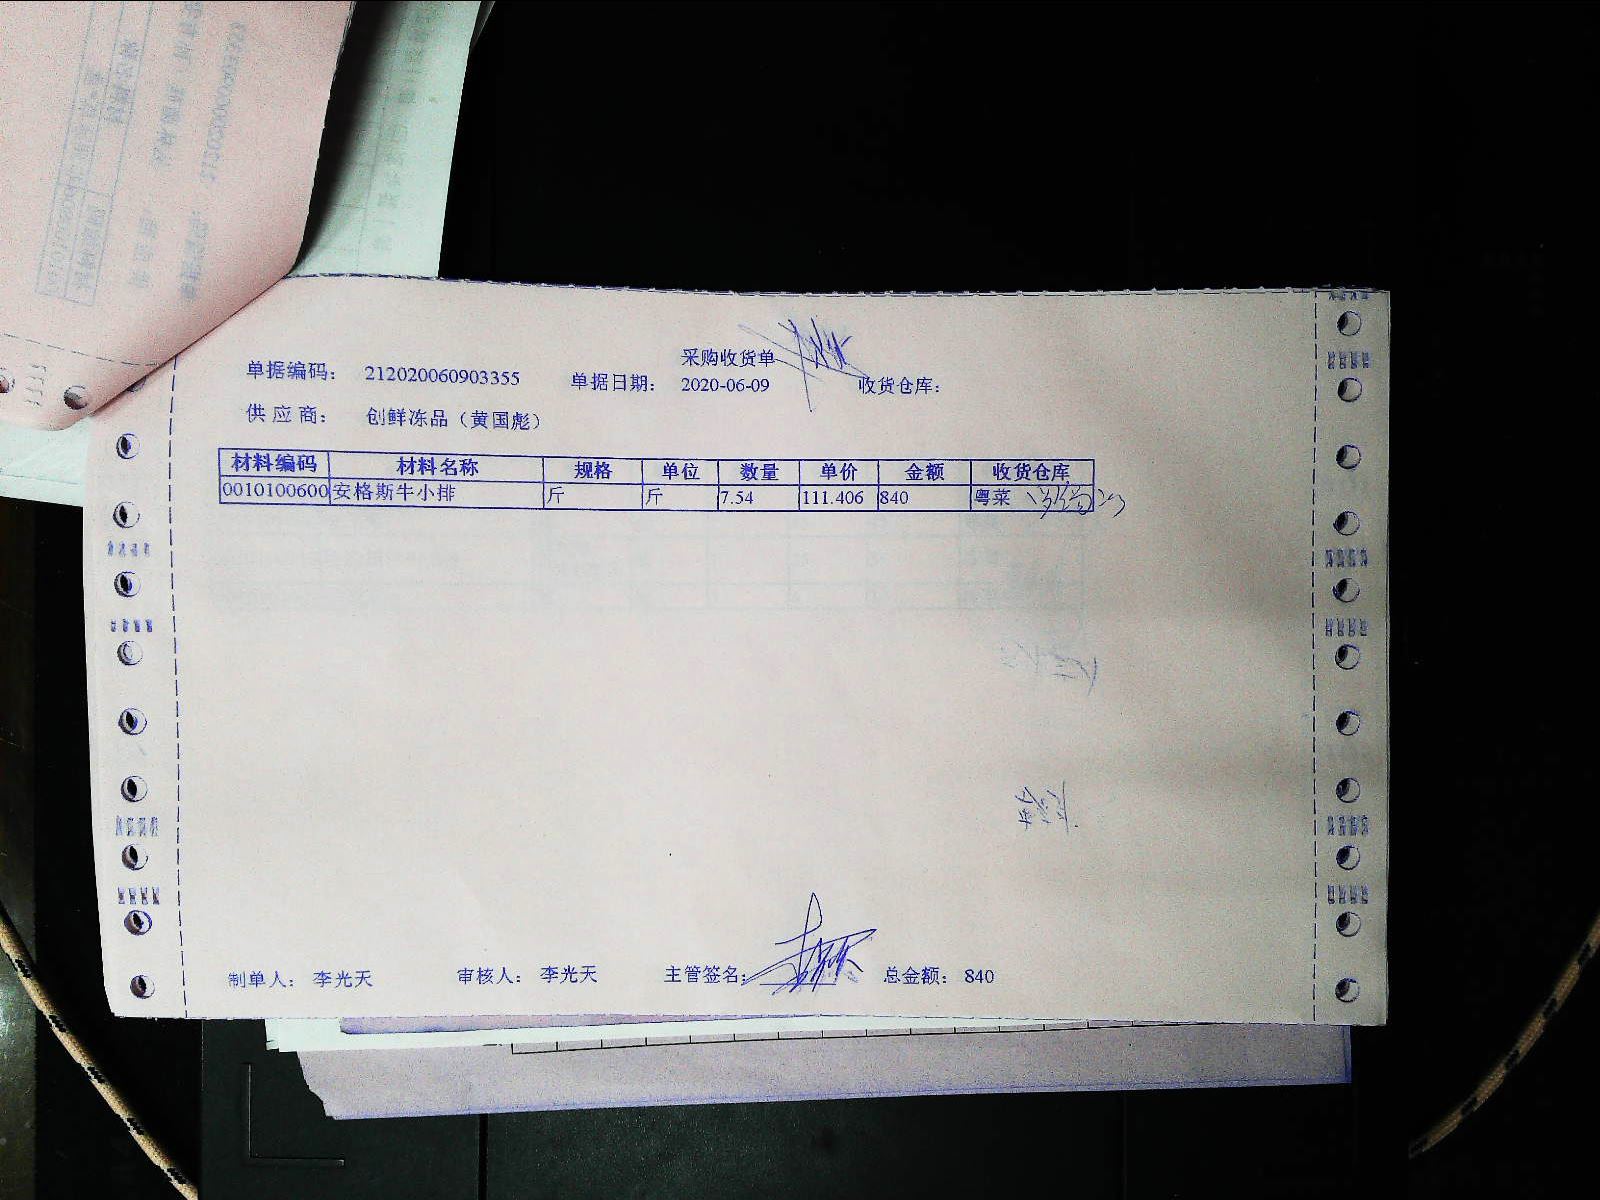 采购收货单
单据编码： 212020060903355 单据日期： 2020-06-09 收货仓库：
供应商： 创鲜冻品（黄国彪）
材料编码 材料名称 规格 单位 数量 单价 金额 收货仓库
0010100600 安格斯牛小排 斤 斤 7.54 111.406 840 粤菜
制单人： 李光天 审核人： 李光天 主管签名： 总金额： 840